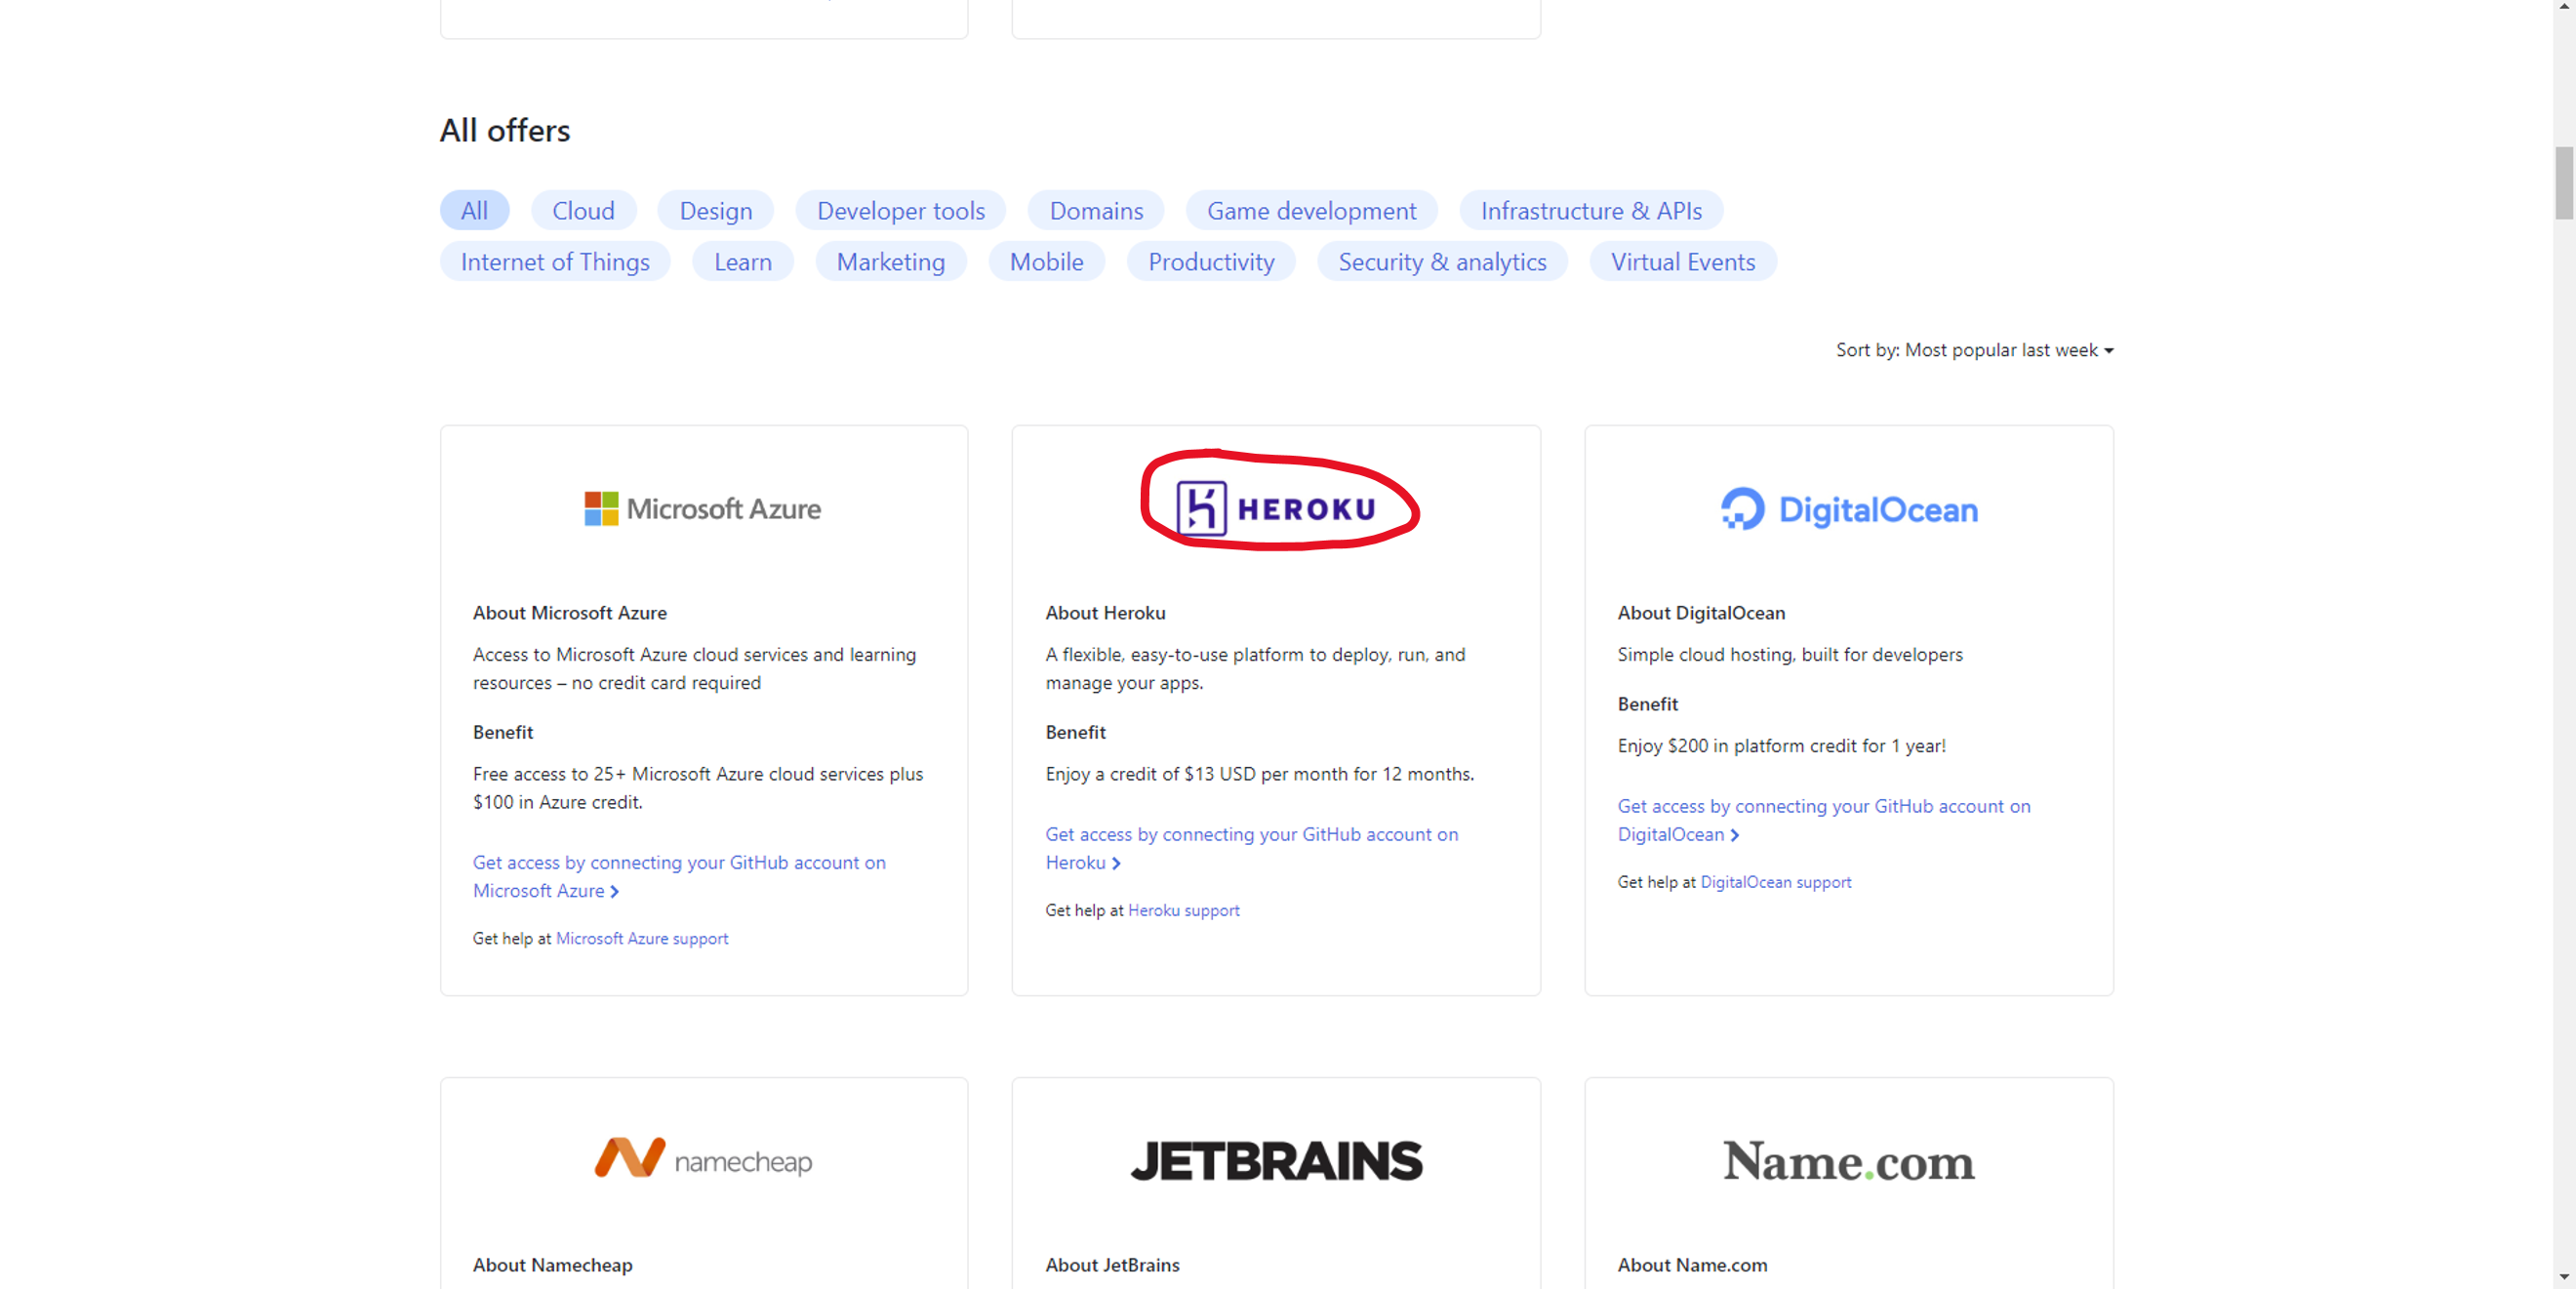 All offers
All Cloud Design Developer tools Domains Game development Infrastructure & APIs
Internet of Things Learn Marketing Mobile Productivity Security & analytics Virtual Events
Sort by: Most popular last week
Microsoft Azure
About Microsoft Azure
Access to Microsoft Azure cloud services and learning
resources – no credit card required
Benefit
Free access to 25+ Microsoft Azure cloud services plus
$100 in Azure credit.
Get access by connecting your GitHub account on
Microsoft Azure
Get help at Microsoft Azure support
HEROKU
About Heroku
A flexible, easy-to-use platform to deploy, run, and
manage your apps.
Benefit
Enjoy a credit of $13 USD per month for 12 months.
Get access by connecting your GitHub account on
Heroku
Get help at Heroku support
DigitalOcean
About DigitalOcean
Simple cloud hosting, built for developers
Benefit
Enjoy $200 in platform credit for 1 year!
Get access by connecting your GitHub account on
DigitalOcean
Get help at DigitalOcean support
namecheap
About Namecheap
JETBRAINS
About JetBrains
Name.com
About Name.com